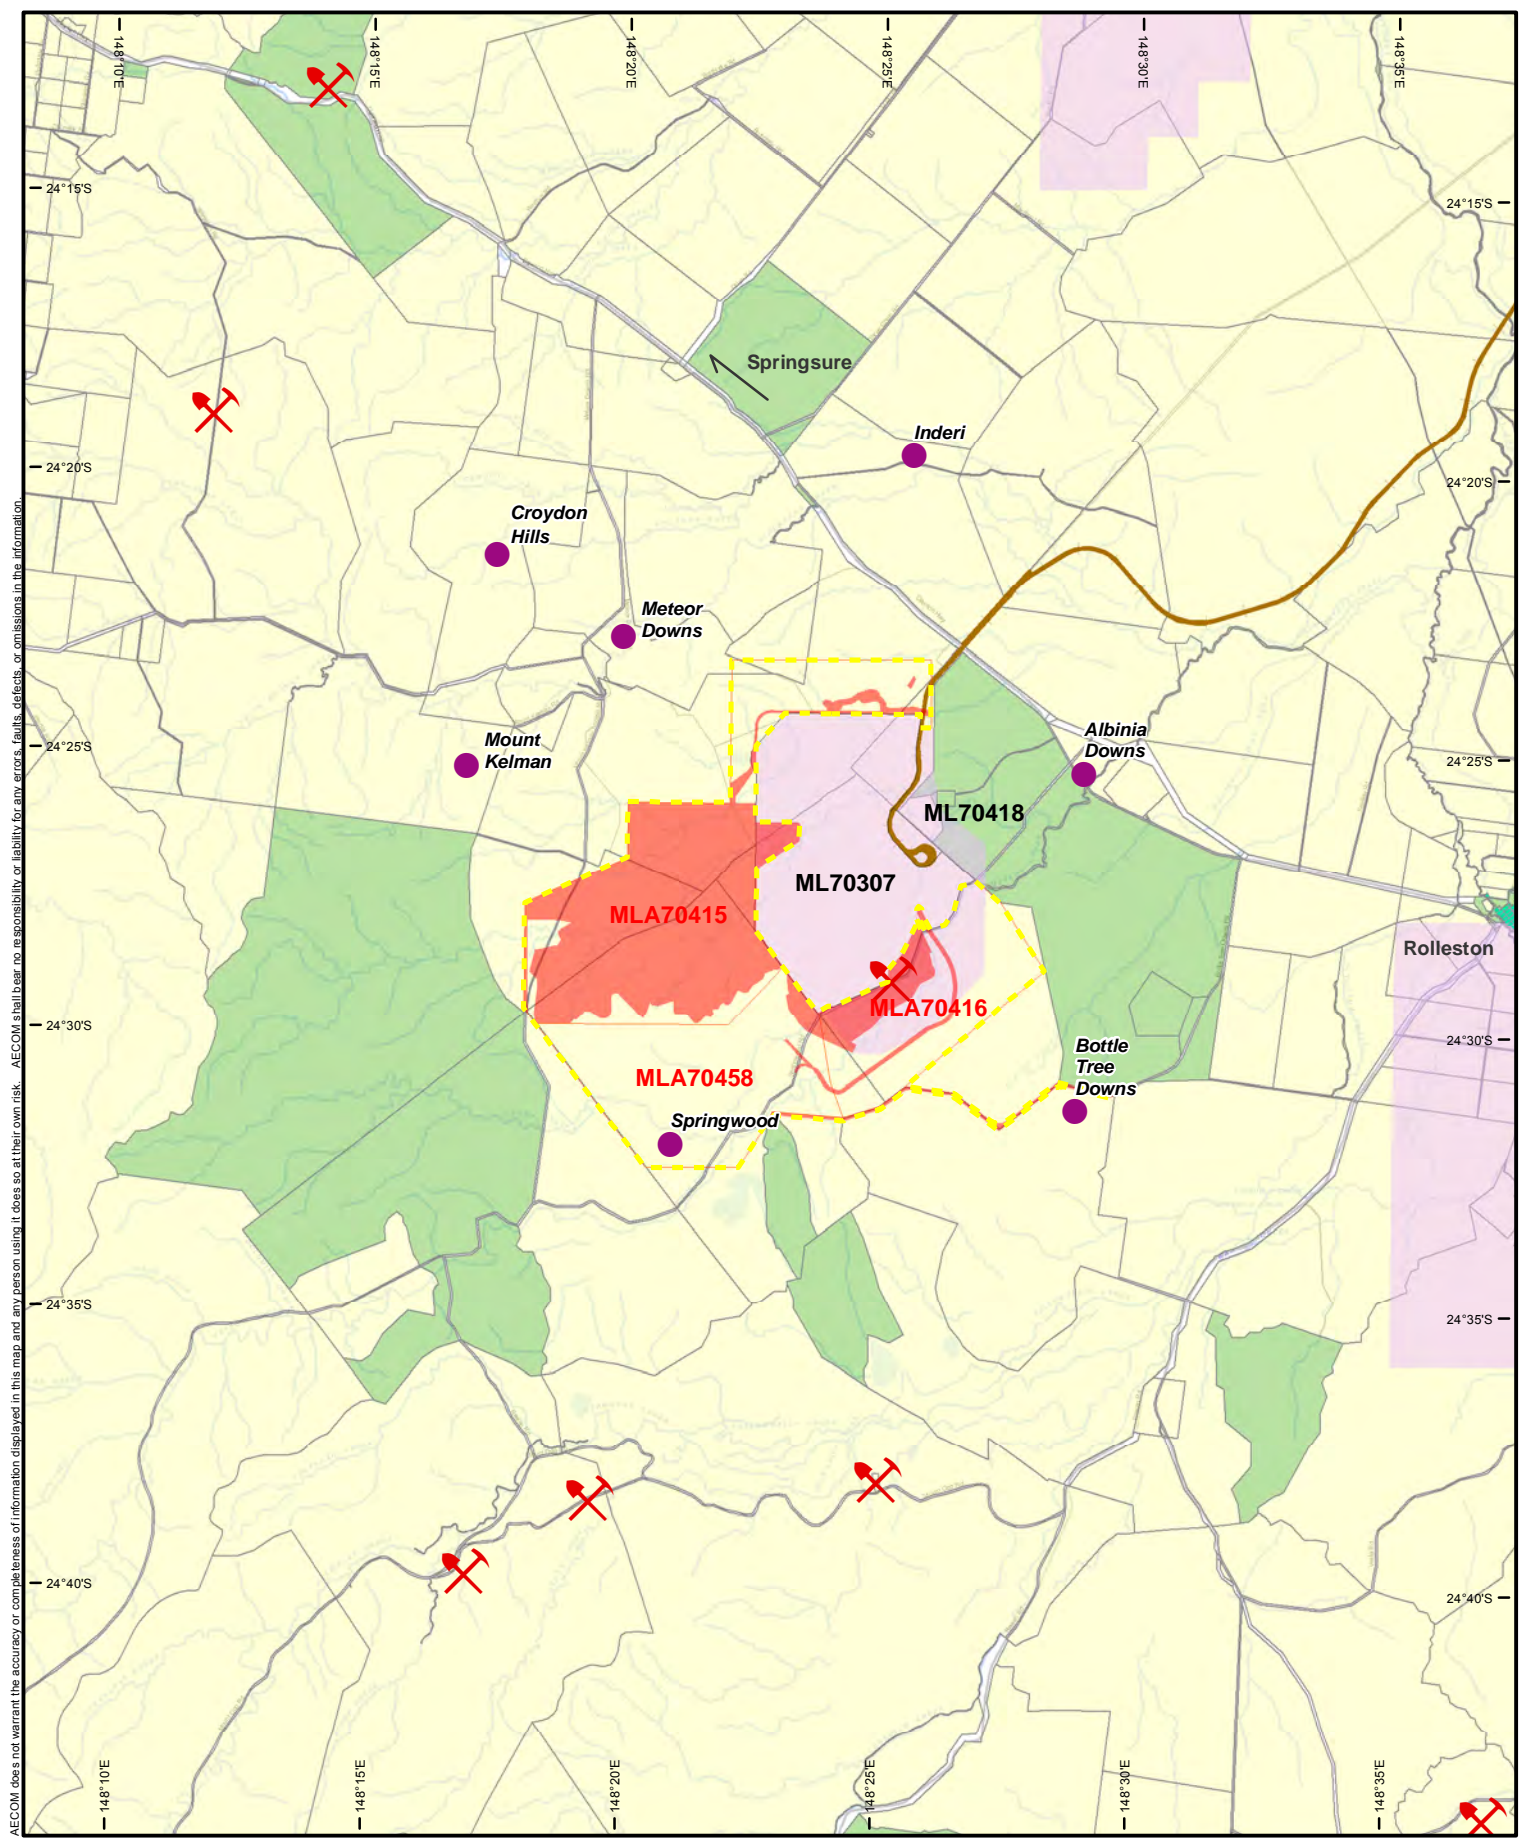 148°10'E
148°15'E
148°20'E
148°25'E
148°30'E
148°35'E
24°15'S
24°15'S
Springsure
Inderi
24°20'S
24°20'S
Croydon
Hills
Meteor
Downs
Albinia
Downs
Mount
Kelman
24°25'S
24°25'S
ML70418
ML70307
MLA70415
Rolleston
MLA70416
24°30'S
24°30'S
Bottle
Tree
Downs
MLA70458
Springwood
24°35'S
24°35'S
24°40'S
24°40'S
148°10'E
148°15'E
148°20'E
148°25'E
148°30'E
148°35'E
AECOM does not warrant the accuracy or completeness of information displayed in this map and any person using it does so at their own risk. AECOM shall bear no responsibility or liability for any errors, faults, defects, or omissions in the information.